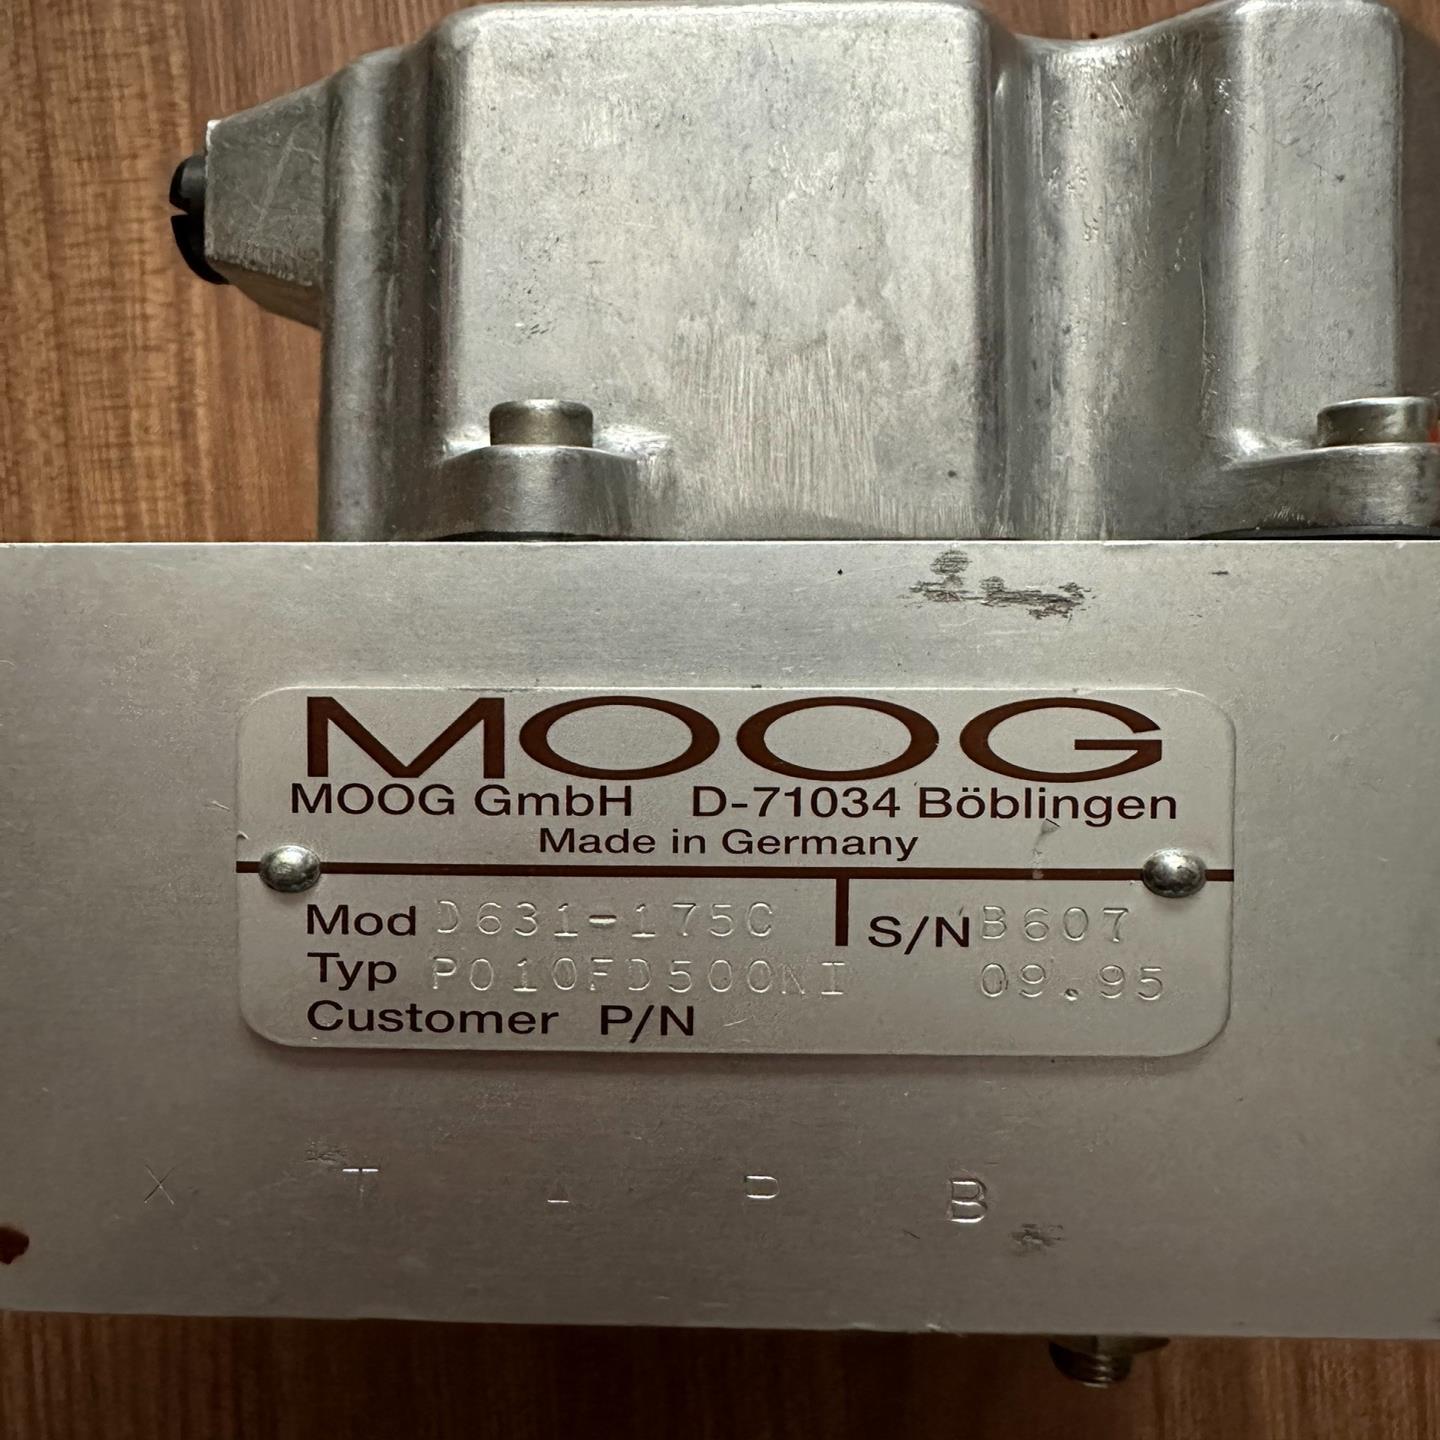 MOOG
MOOG GmbH D-71034 Böblingen
Made in Germany
Mod D631-175C S/N B607
Typ P010FD500NI 09.95
Customer P/N
X T A P B